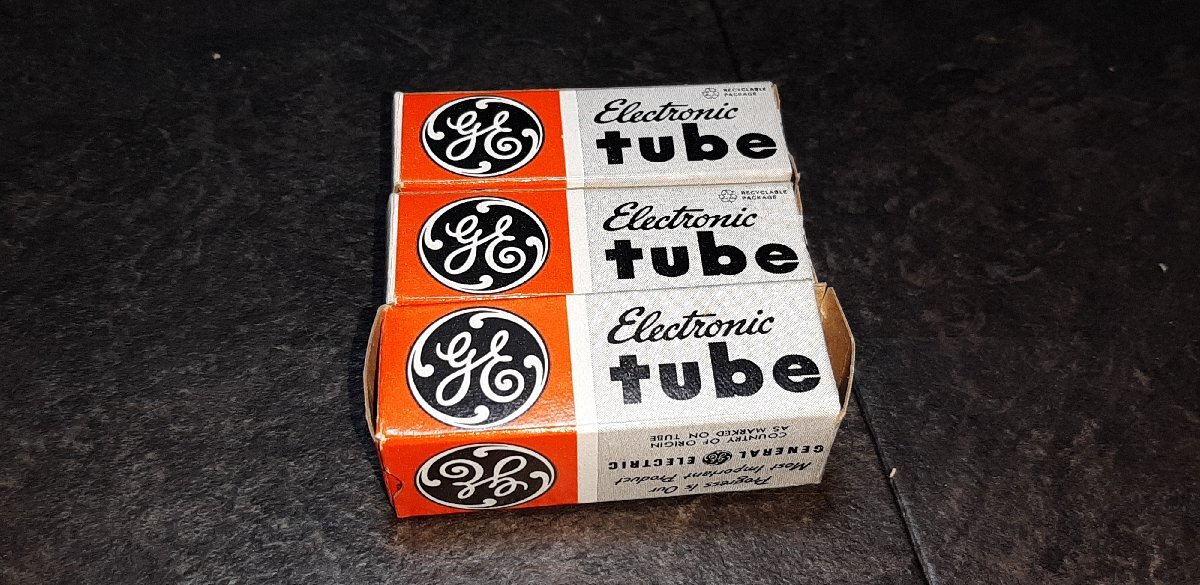 GE
Electronic
tube
RECYCLABLE
PACKAGE
GE
Electronic
tube
RECYCLABLE
PACKAGE
GE
Electronic
tube
GE
Progress Is Our
Most Important Product
GENERAL GE ELECTRIC
COUNTRY OF ORIGIN
AS MARKED ON TUBE